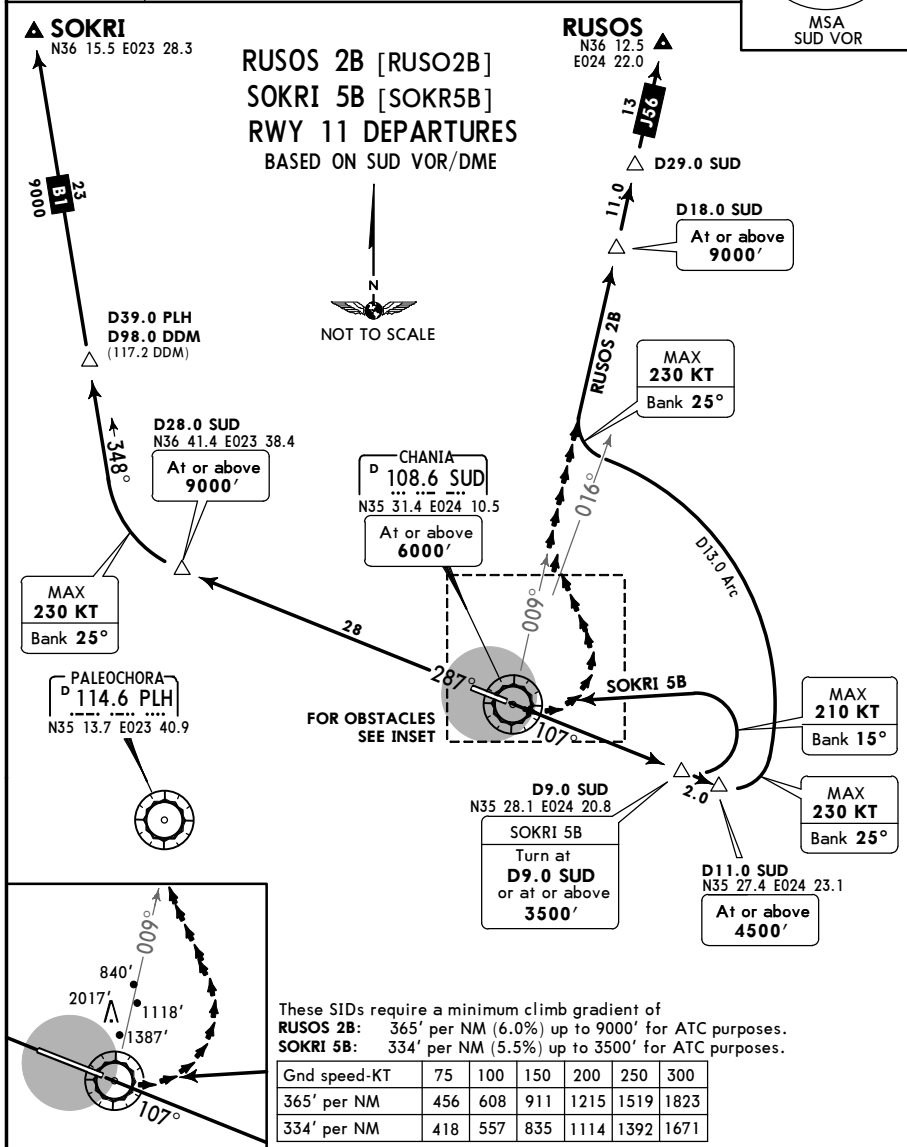 MSA
SUD VOR
SOKRI
N36 15.5 E023 28.3
RUSOS
N36 12.5
E024 22.0
RUSOS 2B [RUSO2B]
SOKRI 5B [SOKR5B]
RWY 11 DEPARTURES
BASED ON SUD VOR/DME
N
NOT TO SCALE
13
J56
D29.0 SUD
11.0
D18.0 SUD
At or above
9000'
23
B1
9000
D39.0 PLH
D98.0 DDM
(117.2 DDM)
RUSOS 2B
MAX
230 KT
Bank 25°
348°
D28.0 SUD
N36 41.4 E023 38.4
At or above
9000'
CHANIA
D 108.6 SUD
N35 31.4 E024 10.5
At or above
6000'
016°
009°
D13.0 Arc
MAX
230 KT
Bank 25°
28
287°
SOKRI 5B
107°
PALEOCHORA
D 114.6 PLH
N35 13.7 E023 40.9
FOR OBSTACLES
SEE INSET
MAX
210 KT
Bank 15°
D9.0 SUD
N35 28.1 E024 20.8
SOKRI 5B
Turn at
D9.0 SUD
or at or above
3500'
2.0
MAX
230 KT
Bank 25°
D11.0 SUD
N35 27.4 E024 23.1
At or above
4500'
009°
840'
2017'
1118'
1387'
107°
These SIDs require a minimum climb gradient of
RUSOS 2B: 365' per NM (6.0%) up to 9000' for ATC purposes.
SOKRI 5B: 334' per NM (5.5%) up to 3500' for ATC purposes.
Gnd speed-KT 75 100 150 200 250 300
365' per NM 456 608 911 1215 1519 1823
334' per NM 418 557 835 1114 1392 1671